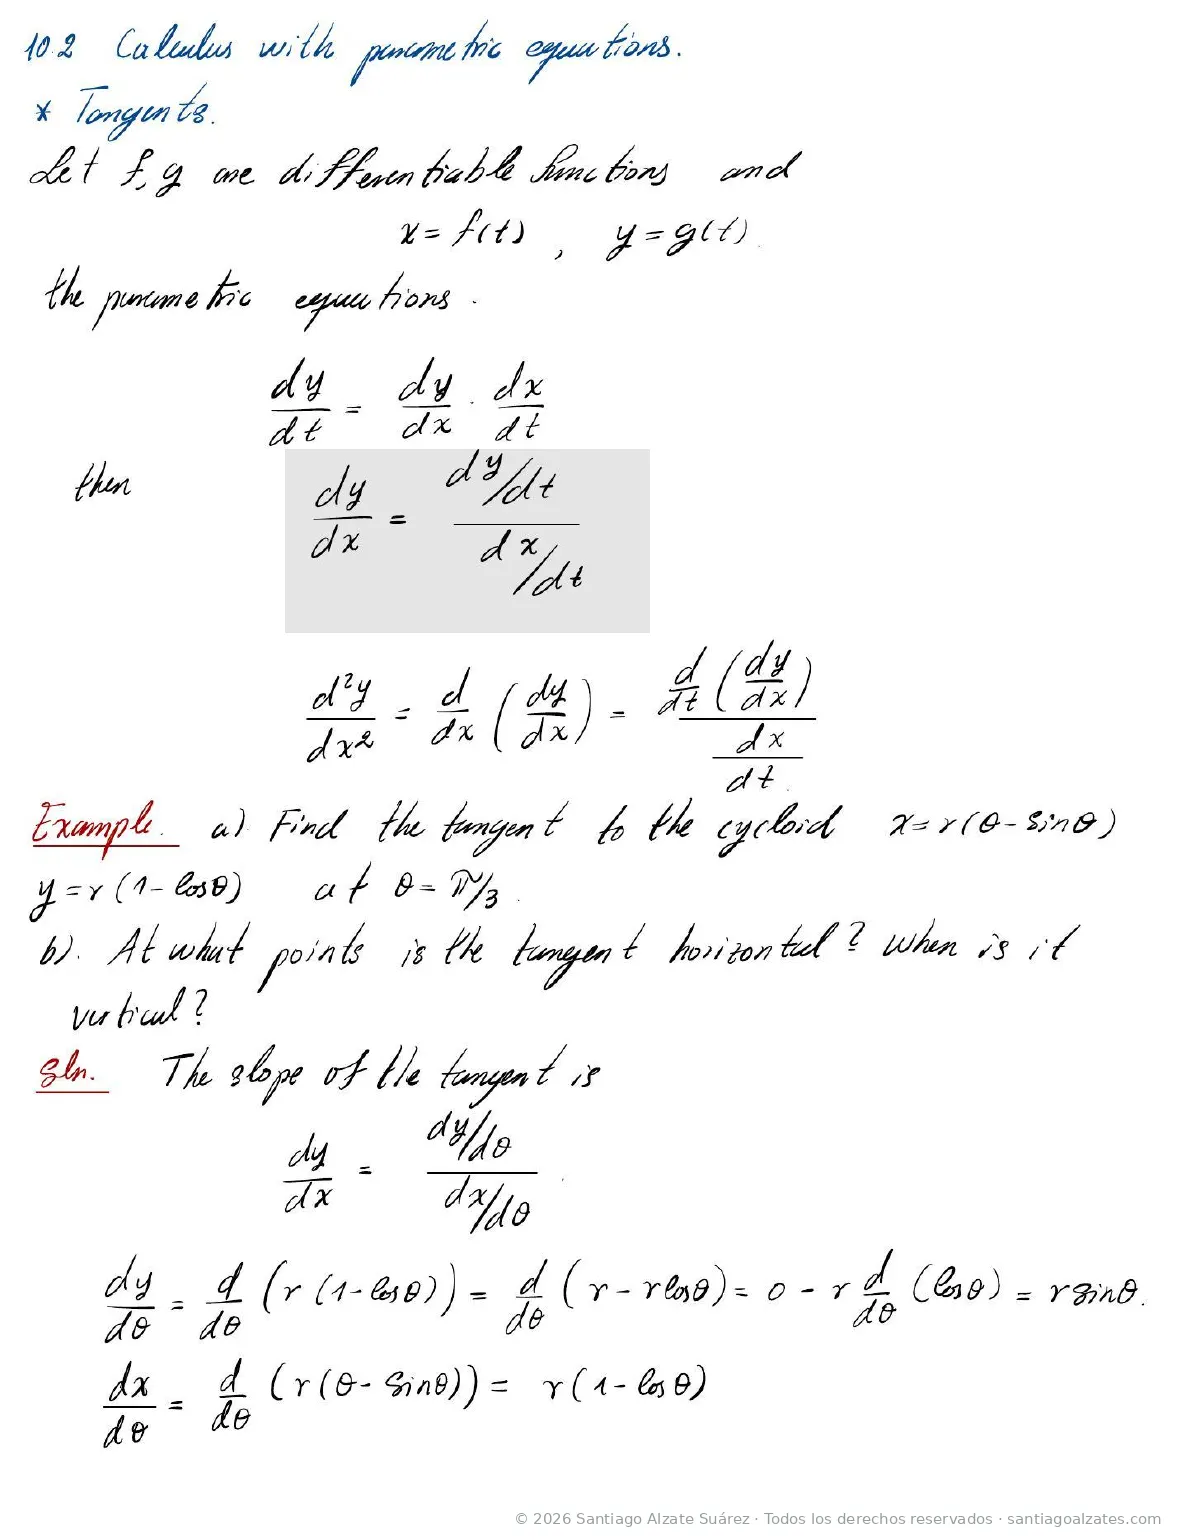 10.2 Calculus with parametric equations.
* Tangents.
Let f, g are differentiable functions and
x = f(t) , y = g(t).
the parametric equations.
dy/dt = dy/dx · dx/dt
then dy/dx = (dy/dt)/(dx/dt)
d²y/dx² = d/dx (dy/dx) = (d/dt (dy/dx))/(dx/dt).
Example. a) Find the tangent to the cycloid x = r(θ - sinθ)
y = r(1 - cosθ) at θ = π/3.
b). At what points is the tangent horizontal? When is it
vertical?
Sln. The slope of the tangent is
dy/dx = (dy/dθ)/(dx/dθ).
dy/dθ = d/dθ (r(1 - cosθ)) = d/dθ (r - r cosθ) = 0 - r d/dθ (cosθ) = r sinθ.
dx/dθ = d/dθ (r(θ - sinθ)) = r(1 - cosθ)
© 2026 Santiago Alzate Suárez · Todos los derechos reservados · santiagoalzates.com